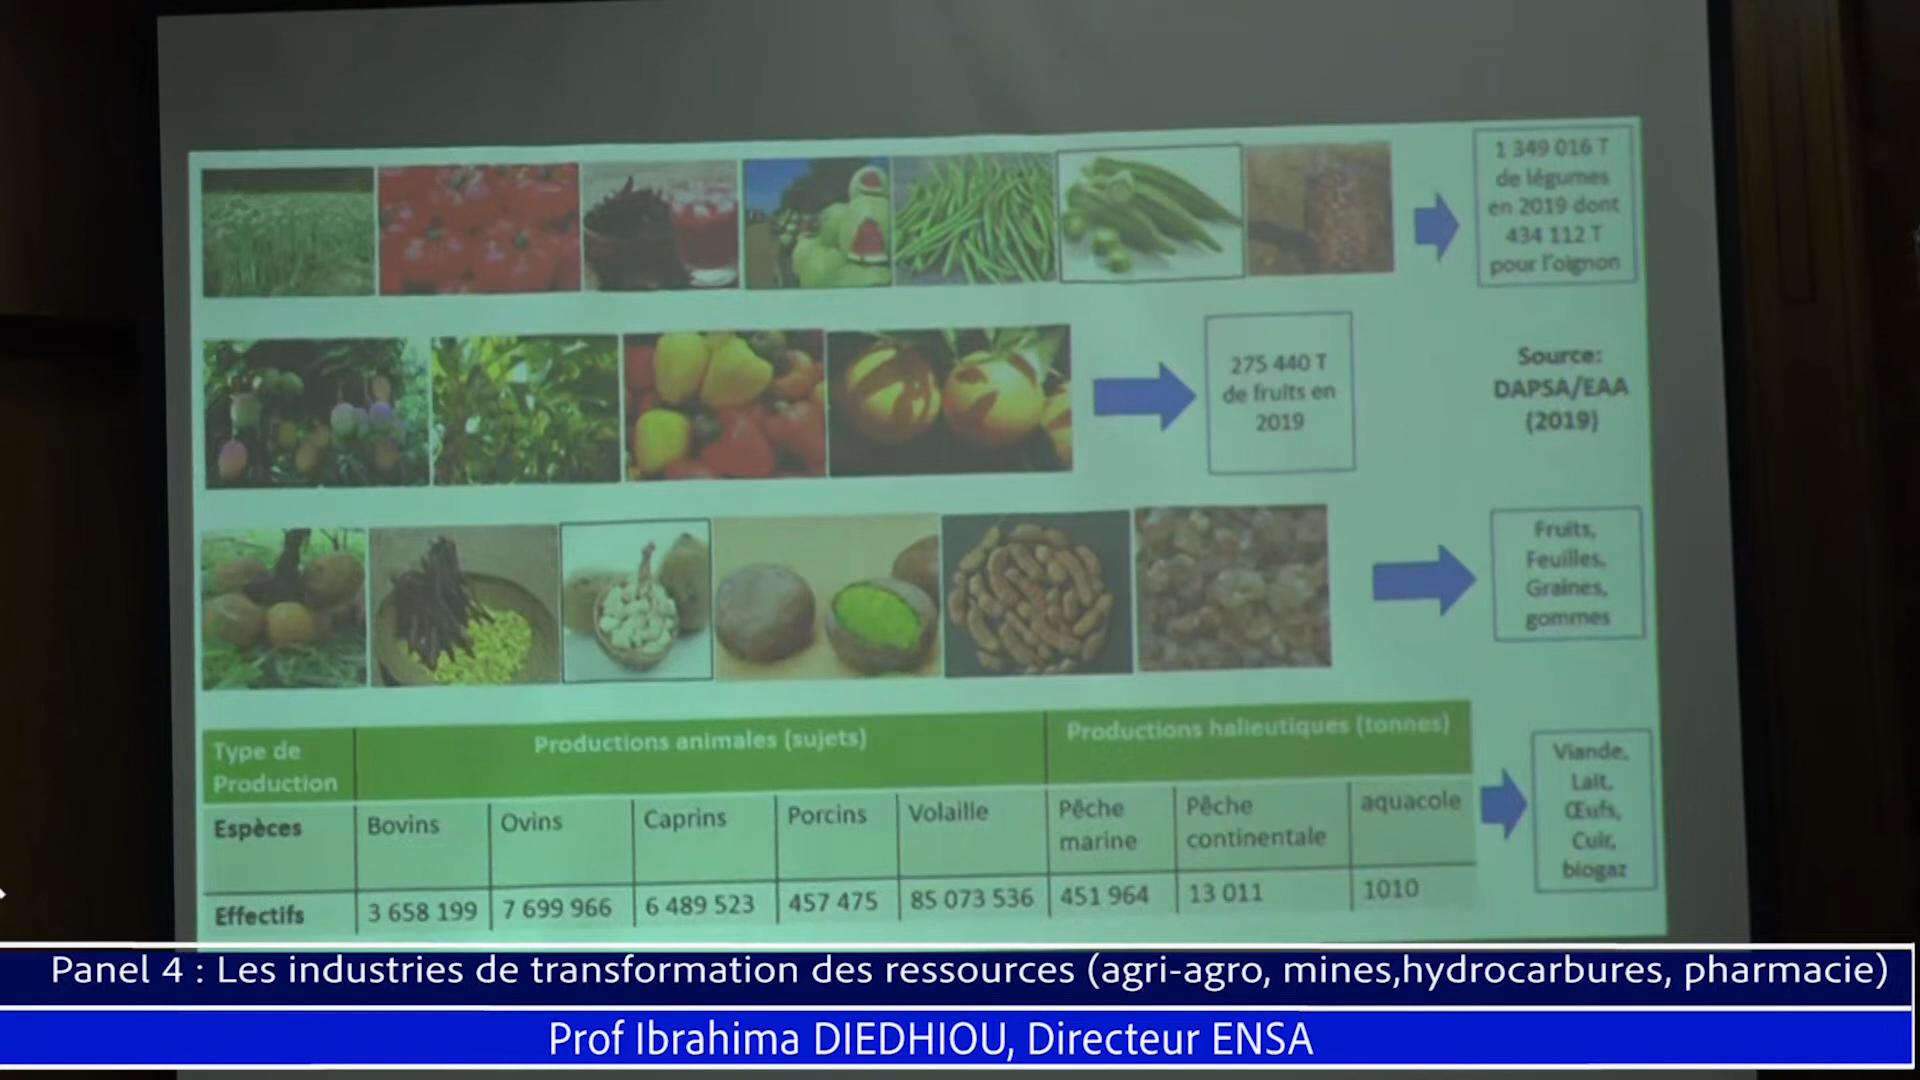 1 349 016 T
de légumes
en 2019 dont
434 112 T
pour l'oignon
275 440 T
de fruits en
2019
Source:
DAPSA/EAA
(2019)
Fruits,
Feuilles,
Graines,
gommes
Type de
Production
Productions animales (sujets)
Productions halieutiques (tonnes)
Espèces
Bovins
Ovins
Caprins
Porcins
Volaille
Pêche
marine
Pêche
continentale
aquacole
Effectifs
3 658 199
7 699 966
6 489 523
457 475
85 073 536
451 964
13 011
1010
Viande,
Lait,
Œufs,
Cuir,
biogaz
Panel 4 : Les industries de transformation des ressources (agri-agro, mines,hydrocarbures, pharmacie)
Prof Ibrahima DIEDHIOU, Directeur ENSA